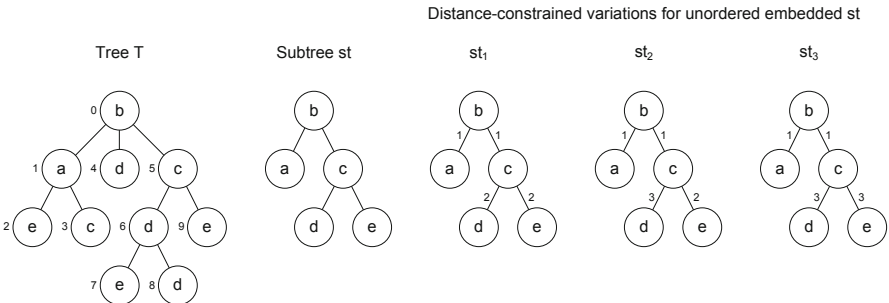 Distance-constrained variations for unordered embedded st
Tree T Subtree st st₁ st₂ st₃
0 b b b b b
1 1 1 1 1 1
1 a 4 d 5 c a c a c a c a c
2 2 3 2 3 3
2 e 3 c 6 d 9 e d e d e d e d e
7 e 8 d